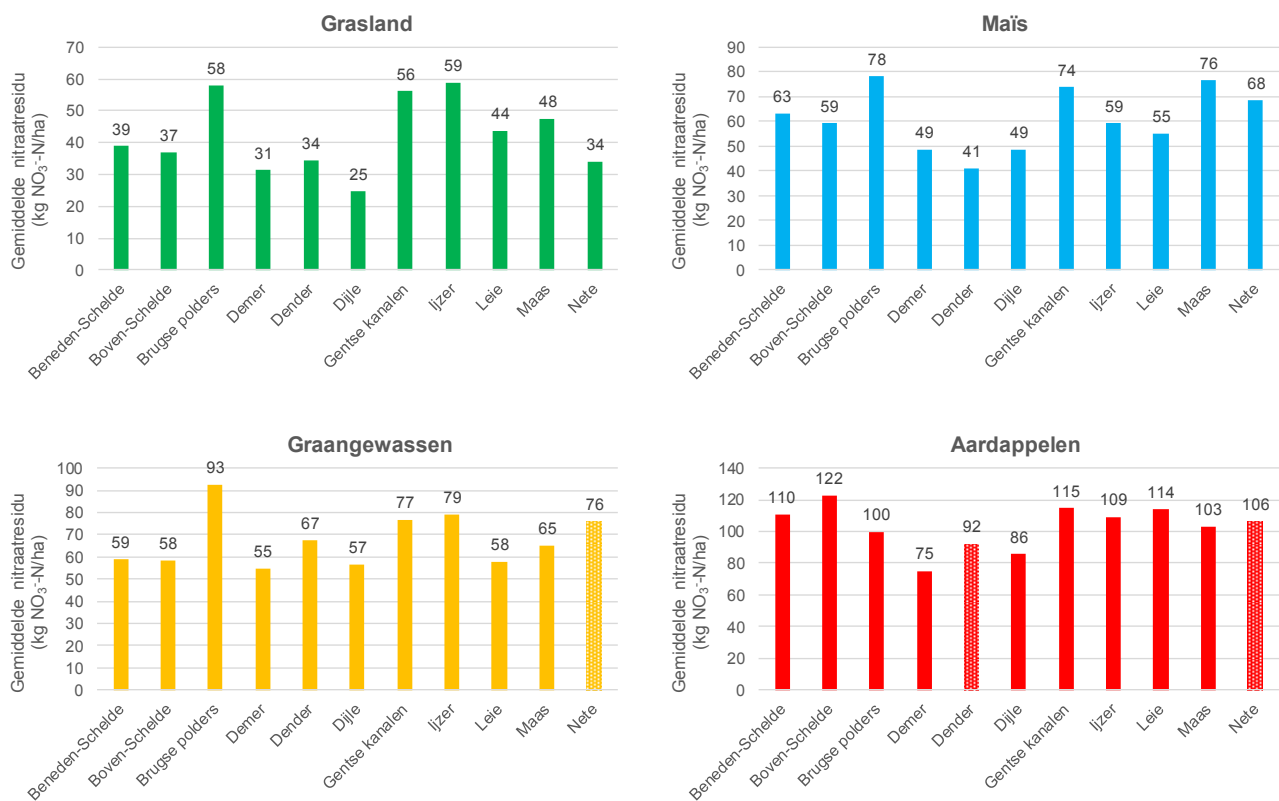 Grasland
Gemiddelde nitraatresidu
(kg NO₃⁻-N/ha)
70
60
50
40
30
20
10
0
39
37
58
31
34
25
56
59
44
48
34
Beneden-Schelde
Boven-Schelde
Brugse polders
Demer
Dender
Dijle
Gentse kanalen
Ijzer
Leie
Maas
Nete
Maïs
Gemiddelde nitraatresidu
(kg NO₃⁻-N/ha)
90
80
70
60
50
40
30
20
10
0
63
59
78
49
41
49
74
59
55
76
68
Beneden-Schelde
Boven-Schelde
Brugse polders
Demer
Dender
Dijle
Gentse kanalen
Ijzer
Leie
Maas
Nete
Graangewassen
Gemiddelde nitraatresidu
(kg NO₃⁻-N/ha)
100
90
80
70
60
50
40
30
20
10
0
59
58
93
55
67
57
77
79
58
65
76
Beneden-Schelde
Boven-Schelde
Brugse polders
Demer
Dender
Dijle
Gentse kanalen
Ijzer
Leie
Maas
Nete
Aardappelen
Gemiddelde nitraatresidu
(kg NO₃⁻-N/ha)
140
120
100
80
60
40
20
0
110
122
100
75
92
86
115
109
114
103
106
Beneden-Schelde
Boven-Schelde
Brugse polders
Demer
Dender
Dijle
Gentse kanalen
Ijzer
Leie
Maas
Nete